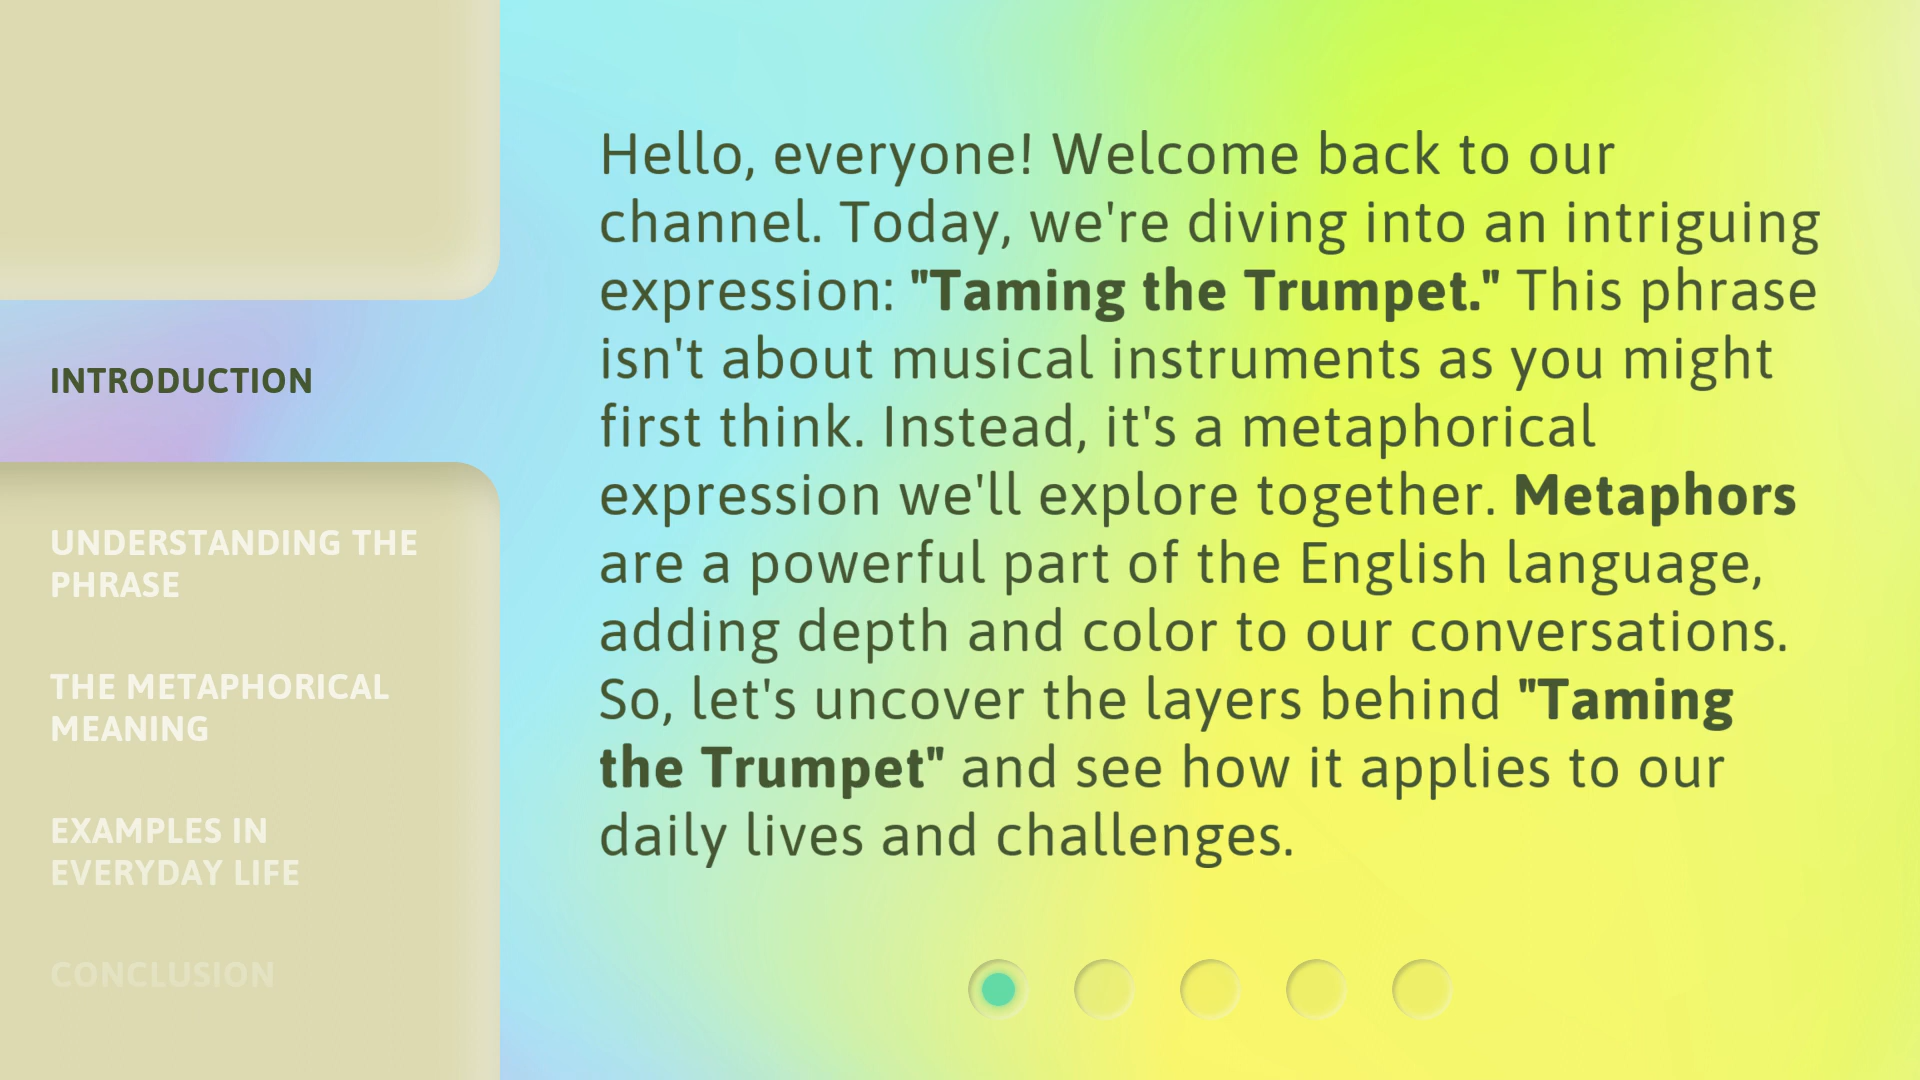 INTRODUCTION
UNDERSTANDING THE
PHRASE
THE METAPHORICAL
MEANING
EXAMPLES IN
EVERYDAY LIFE
CONCLUSION
Hello, everyone! Welcome back to our
channel. Today, we're diving into an intriguing
expression: "Taming the Trumpet." This phrase
isn't about musical instruments as you might
first think. Instead, it's a metaphorical
expression we'll explore together. Metaphors
are a powerful part of the English language,
adding depth and color to our conversations.
So, let's uncover the layers behind "Taming
the Trumpet" and see how it applies to our
daily lives and challenges.